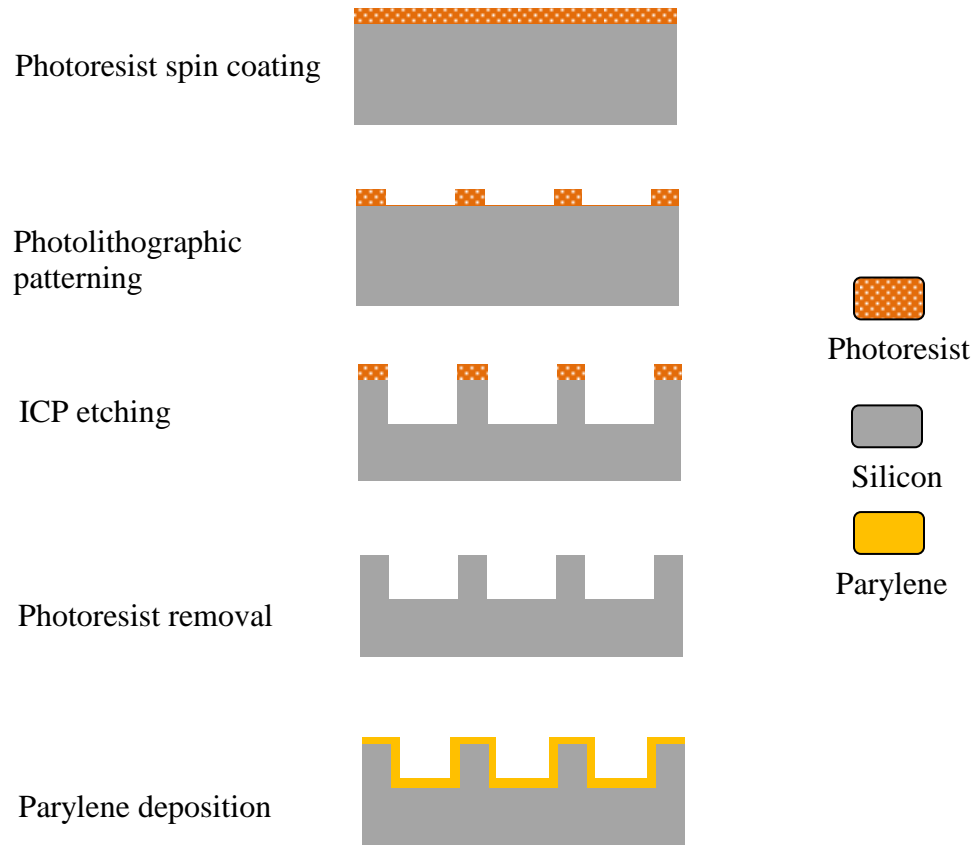 Photoresist spin coating
Photolithographic
patterning
ICP etching
Photoresist removal
Parylene deposition
Photoresist
Silicon
Parylene